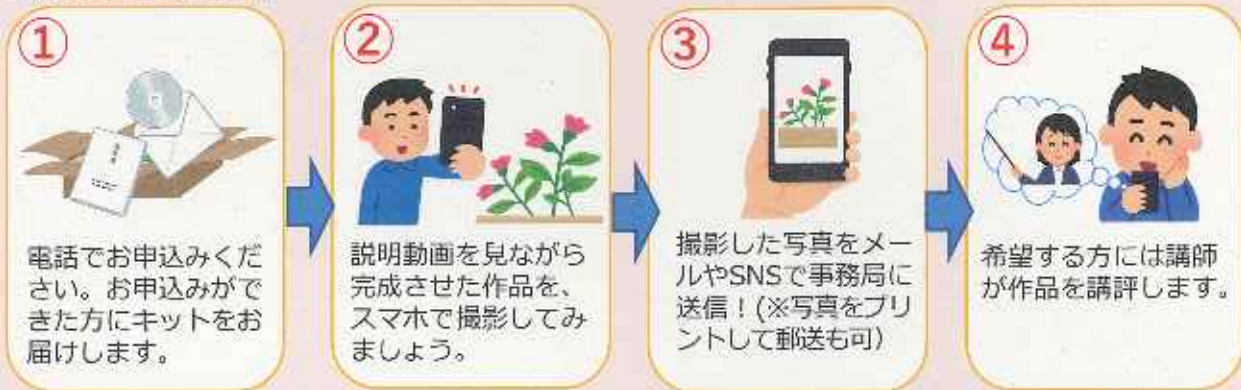 ①
電話でお申込みくだ
さい。お申込みがで
きた方にキットをお
届けします。
②
説明動画を見ながら
完成させた作品を、
スマホで撮影してみ
ましょう。
③
撮影した写真をメー
ルやSNSで事務局に
送信！(※写真をプリ
ントして郵送も可)
④
希望する方には講師
が作品を講評します。